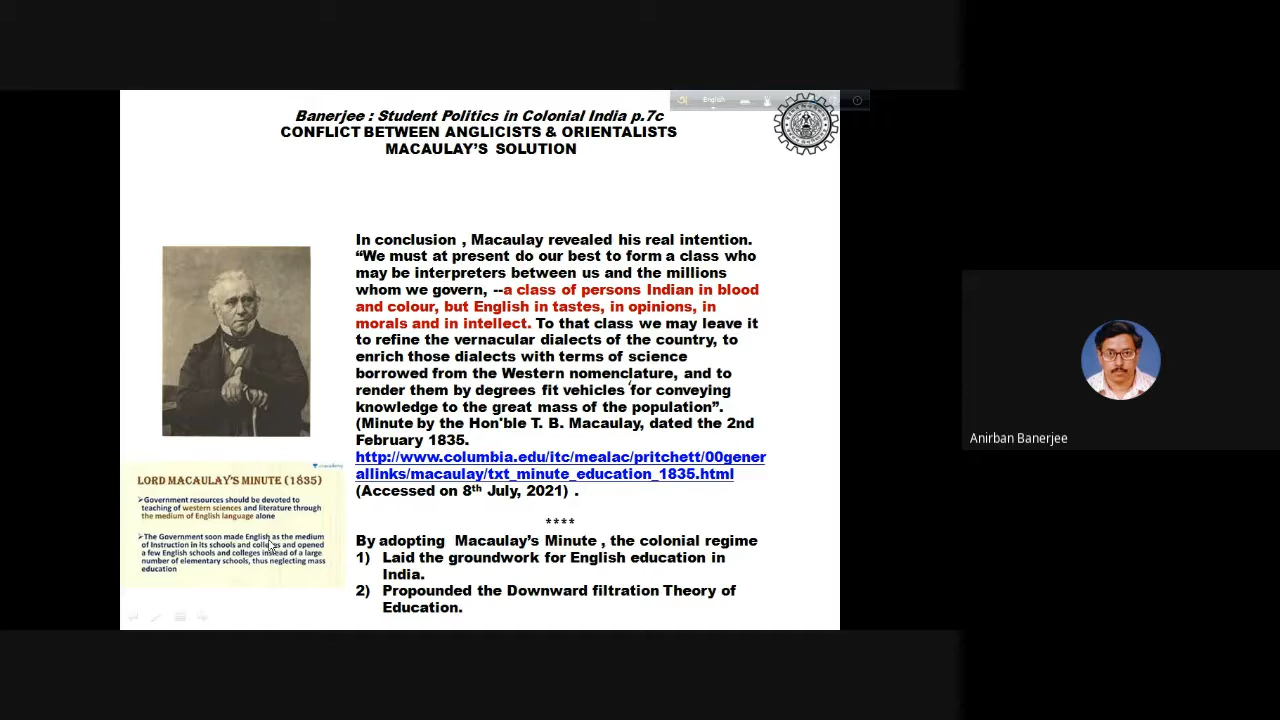 English
Banerjee : Student Politics in Colonial India p.7c
CONFLICT BETWEEN ANGLICISTS & ORIENTALISTS
MACAULAY'S SOLUTION
In conclusion , Macaulay revealed his real intention.
“We must at present do our best to form a class who
may be interpreters between us and the millions
whom we govern, --a class of persons Indian in blood
and colour, but English in tastes, in opinions, in
morals and in intellect. To that class we may leave it
to refine the vernacular dialects of the country, to
enrich those dialects with terms of science
borrowed from the Western nomenclature, and to
render them by degrees fit vehicles for conveying
knowledge to the great mass of the population”.
(Minute by the Hon'ble T. B. Macaulay, dated the 2nd
February 1835.
http://www.columbia.edu/itc/mealac/pritchett/00gener
allinks/macaulay/txt_minute_education_1835.html
(Accessed on 8th July, 2021) .
****
By adopting Macaulay's Minute , the colonial regime
1) Laid the groundwork for English education in
India.
2) Propounded the Downward filtration Theory of
Education.
LORD MACAULAY'S MINUTE (1835)
➢Government resources should be devoted to
teaching of western sciences and literature through
the medium of English language alone
➢The Government soon made English as the medium
of Instruction in its schools and colleges and opened
a few English schools and colleges instead of a large
number of elementary schools, thus neglecting mass
education
Anirban Banerjee